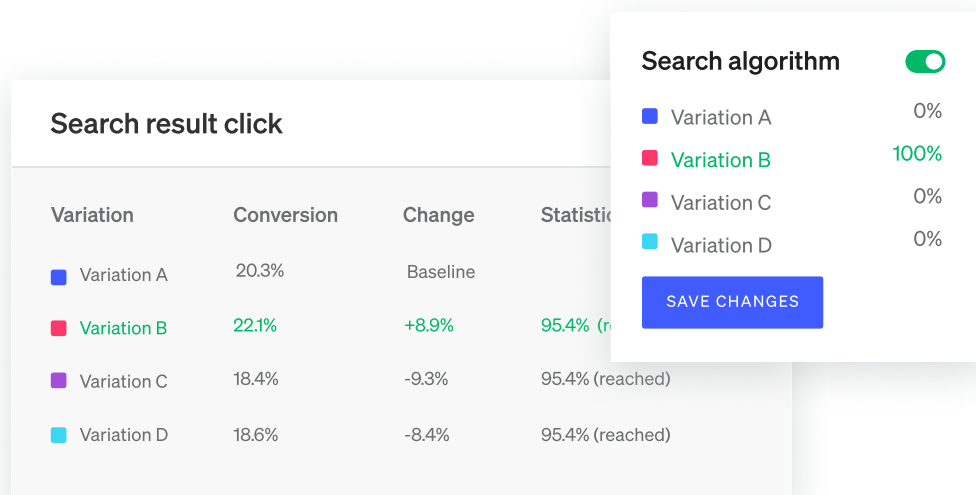 Search algorithm
Variation A 0%
Variation B 100%
Variation C 0%
Variation D 0%
SAVE CHANGES
Search result click
Variation Conversion Change
Variation A 20.3% Baseline
Variation B 22.1% +8.9% 95.4%
Variation C 18.4% -9.3% 95.4% (reached)
Variation D 18.6% -8.4% 95.4% (reached)